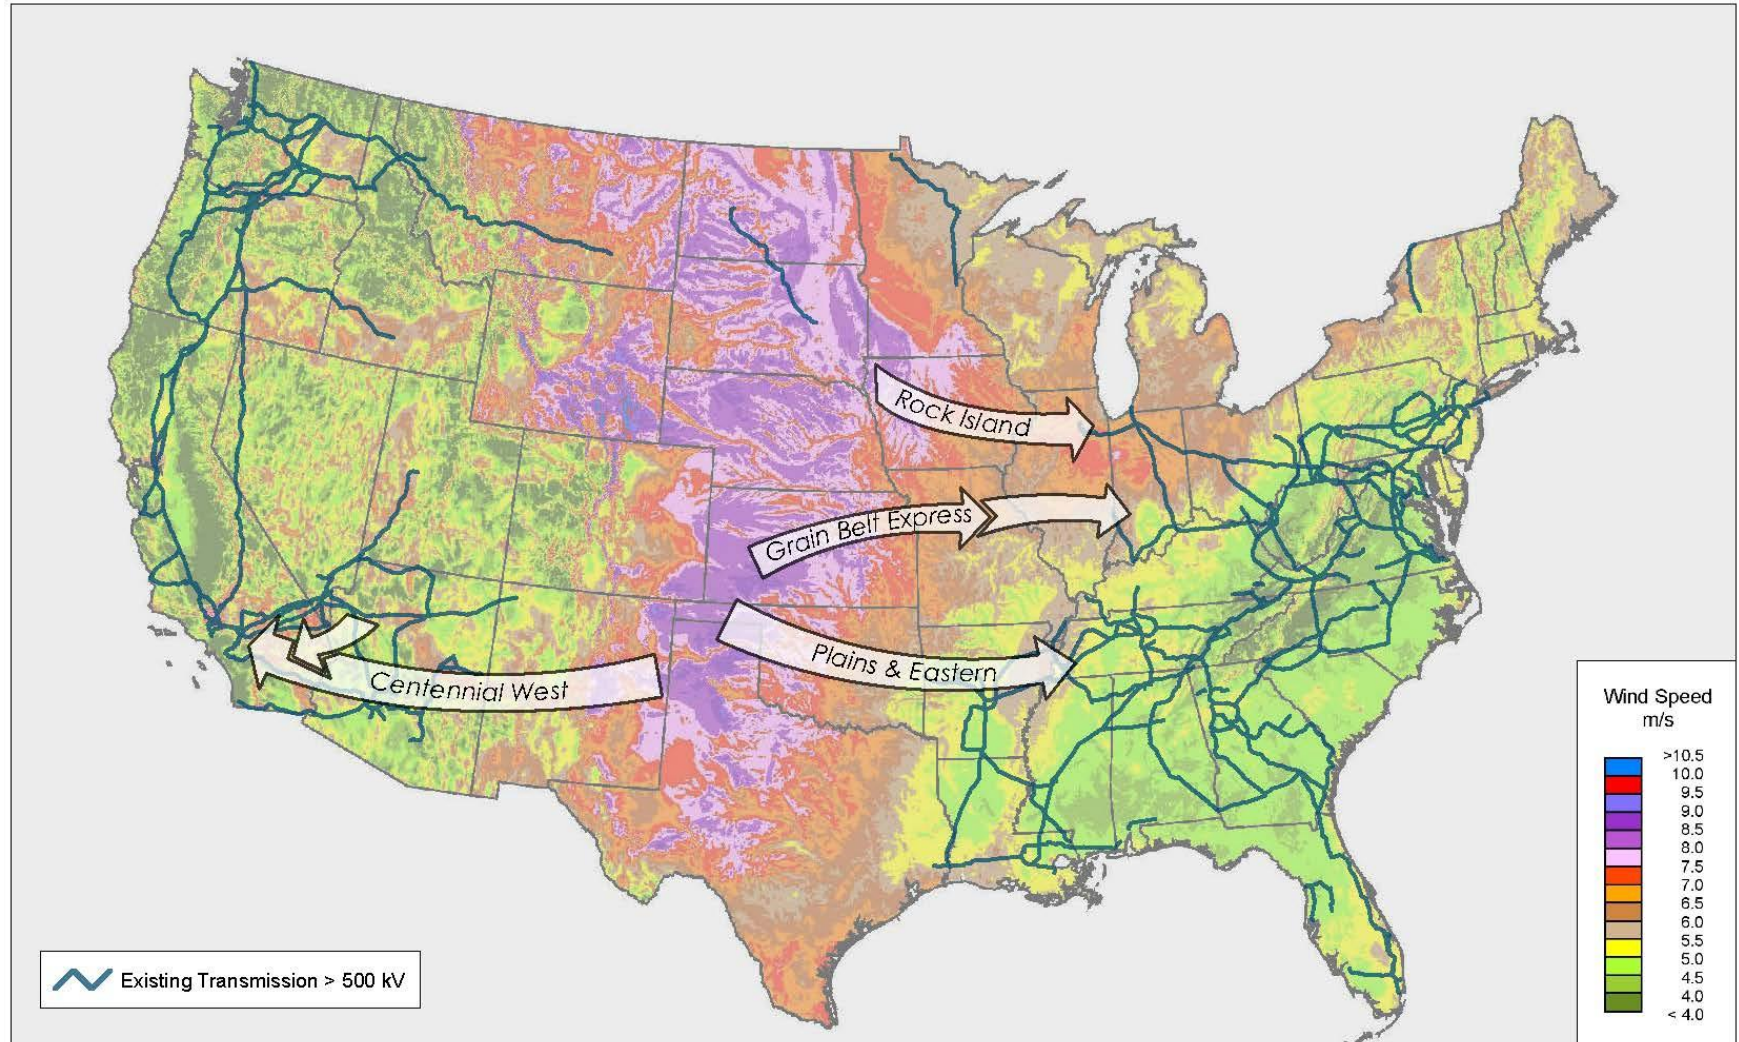 Rock Island
Grain Belt Express
Plains & Eastern
Centennial West
Existing Transmission > 500 kV
Wind Speed
m/s
>10.5
10.0
9.5
9.0
8.5
8.0
7.5
7.0
6.5
6.0
5.5
5.0
4.5
4.0
< 4.0